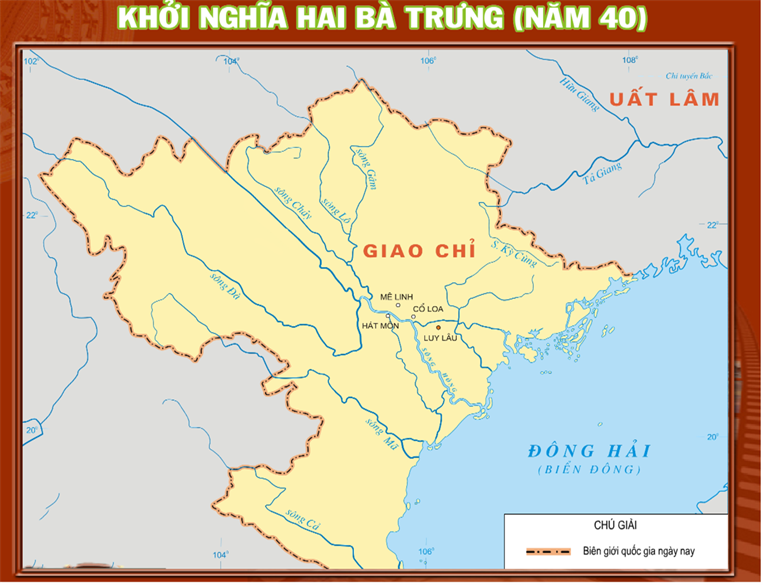 KHỞI NGHĨA HAI BÀ TRƯNG (NĂM 40)
102°
104°
106°
108°
Chí tuyến Bắc
Hữu Giang
UẤT LÂM
Tả Giang
sông Gâm
sông Chảy
sông Lô
22°
22°
GIAO CHỈ
S. Kỳ Cùng
sông Đà
MÊ LINH
CỔ LOA
HÁT MÔN
LUY LÂU
sông Hồng
sông Mã
20°
20°
ĐÔNG HẢI
(BIỂN ĐÔNG)
sông Cả
104°
106°
CHÚ GIẢI
Biên giới quốc gia ngày nay